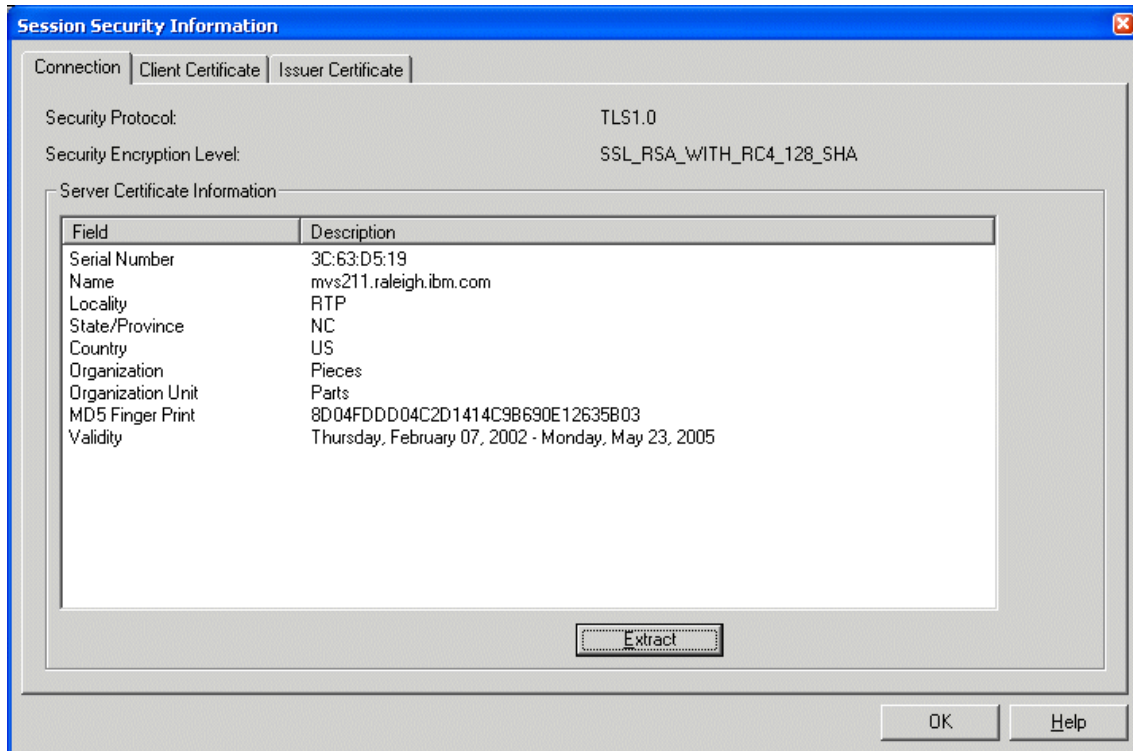 Session Security Information
Connection Client Certificate Issuer Certificate
Security Protocol: TLS1.0
Security Encryption Level: SSL_RSA_WITH_RC4_128_SHA
Server Certificate Information
Field Description
Serial Number 3C:63:D5:19
Name mvs211.raleigh.ibm.com
Locality RTP
State/Province NC
Country US
Organization Pieces
Organization Unit Parts
MD5 Finger Print 8D04FDDD04C2D1414C9B690E12635B03
Validity Thursday, February 07, 2002 - Monday, May 23, 2005
Extract
OK Help